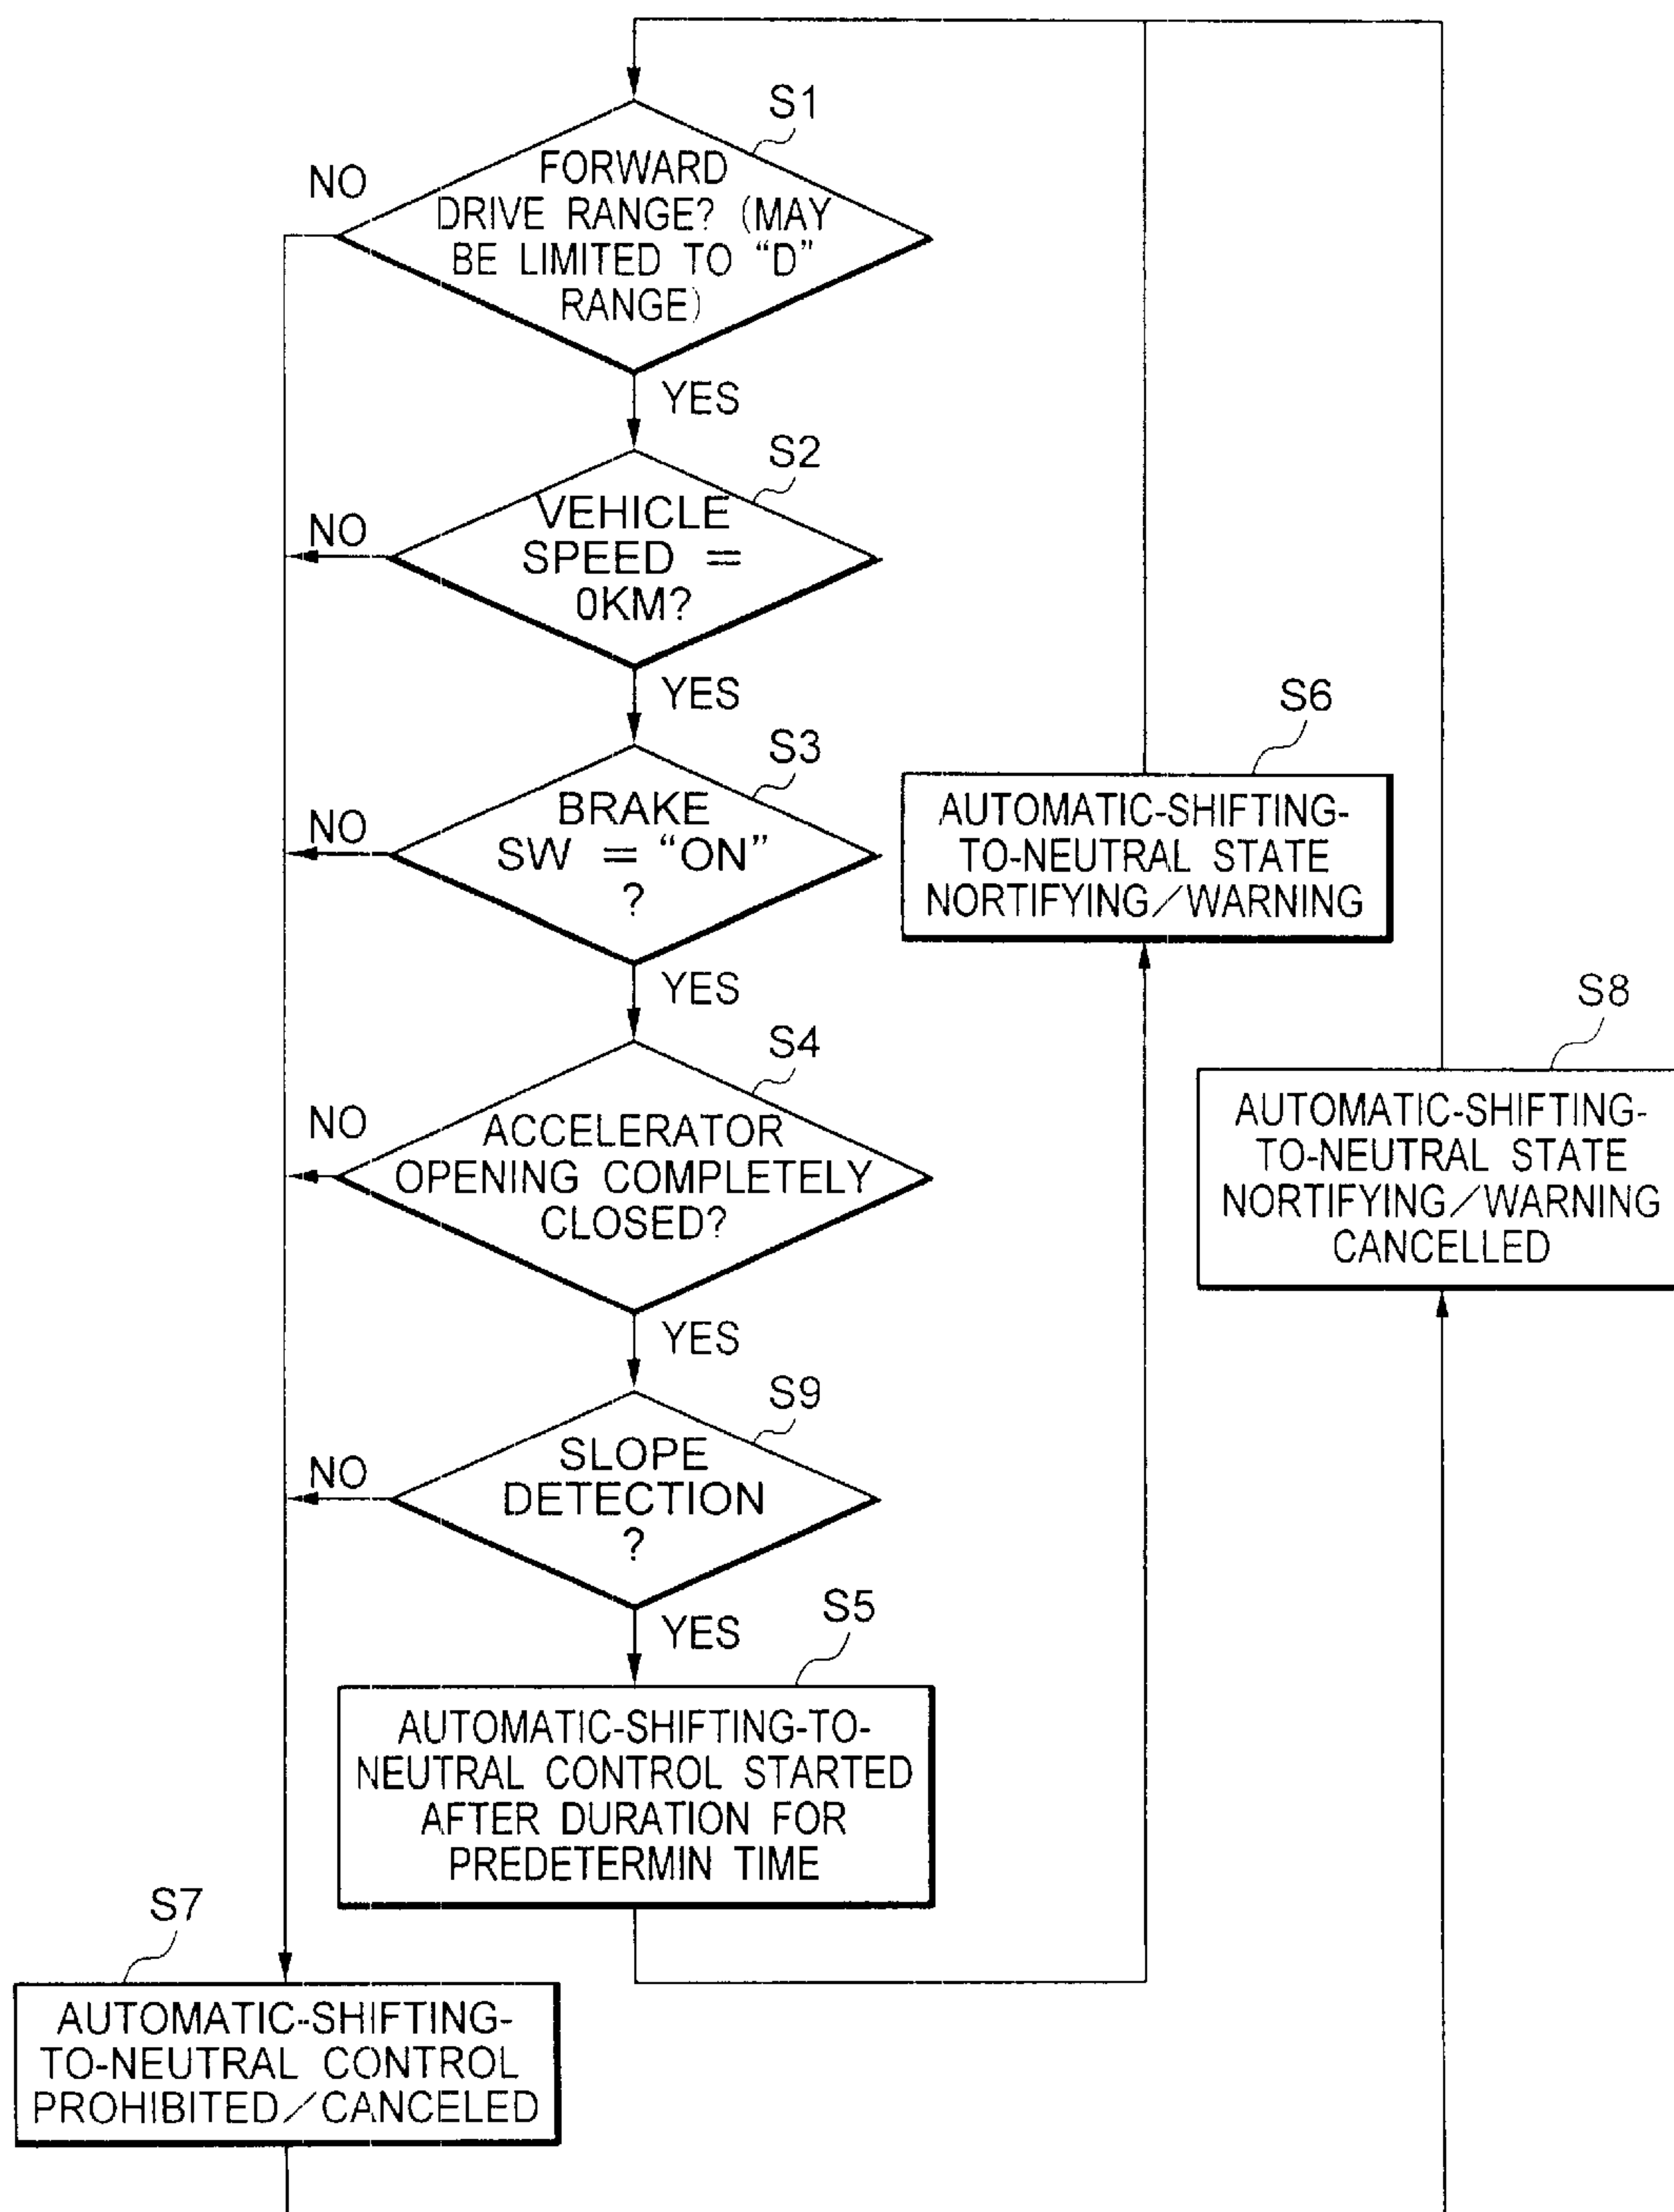 S1
FORWARD
DRIVE RANGE? (MAY
BE LIMITED TO “D”
RANGE)
NO
YES
S2
VEHICLE
SPEED =
0KM?
NO
YES
S3
BRAKE
SW = “ON”
?
NO
YES
S4
ACCELERATOR
OPENING COMPLETELY
CLOSED?
NO
YES
S9
SLOPE
DETECTION
?
NO
YES
S5
AUTOMATIC-SHIFTING-TO-
NEUTRAL CONTROL STARTED
AFTER DURATION FOR
PREDETERMIN TIME
S6
AUTOMATIC-SHIFTING-
TO-NEUTRAL STATE
NORTIFYING/WARNING
S8
AUTOMATIC-SHIFTING-
TO-NEUTRAL STATE
NORTIFYING/WARNING
CANCELLED
S7
AUTOMATIC-SHIFTING-
TO-NEUTRAL CONTROL
PROHIBITED/CANCELED